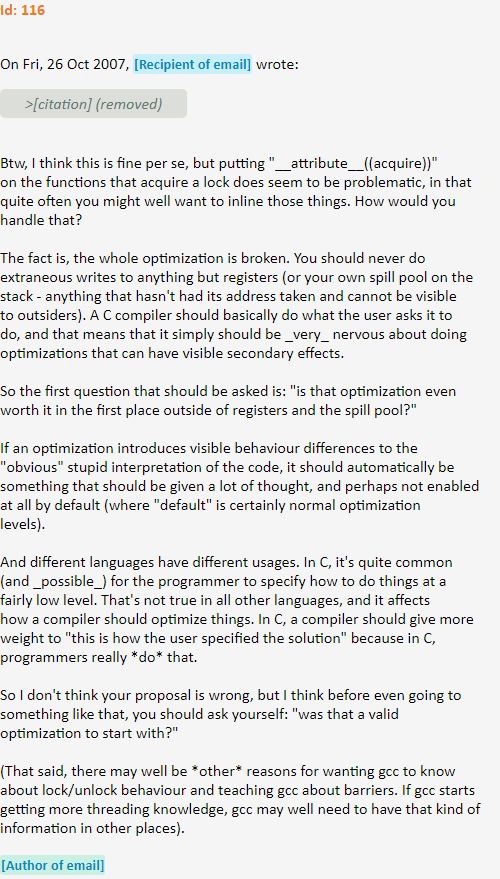 Id: 116
On Fri, 26 Oct 2007, [Recipient of email] wrote:
>[citation] (removed)
Btw, I think this is fine per se, but putting "__attribute__((acquire))"
on the functions that acquire a lock does seem to be problematic, in that
quite often you might well want to inline those things. How would you
handle that?
The fact is, the whole optimization is broken. You should never do
extraneous writes to anything but registers (or your own spill pool on the
stack - anything that hasn't had its address taken and cannot be visible
to outsiders). A C compiler should basically do what the user asks it to
do, and that means that it simply should be _very_ nervous about doing
optimizations that can have visible secondary effects.
So the first question that should be asked is: "is that optimization even
worth it in the first place outside of registers and the spill pool?"
If an optimization introduces visible behaviour differences to the
"obvious" stupid interpretation of the code, it should automatically be
something that should be given a lot of thought, and perhaps not enabled
at all by default (where "default" is certainly normal optimization
levels).
And different languages have different usages. In C, it's quite common
(and _possible_) for the programmer to specify how to do things at a
fairly low level. That's not true in all other languages, and it affects
how a compiler should optimize things. In C, a compiler should give more
weight to "this is how the user specified the solution" because in C,
programmers really *do* that.
So I don't think your proposal is wrong, but I think before even going to
something like that, you should ask yourself: "was that a valid
optimization to start with?"
(That said, there may well be *other* reasons for wanting gcc to know
about lock/unlock behaviour and teaching gcc about barriers. If gcc starts
getting more threading knowledge, gcc may well need to have that kind of
information in other places).
[Author of email]